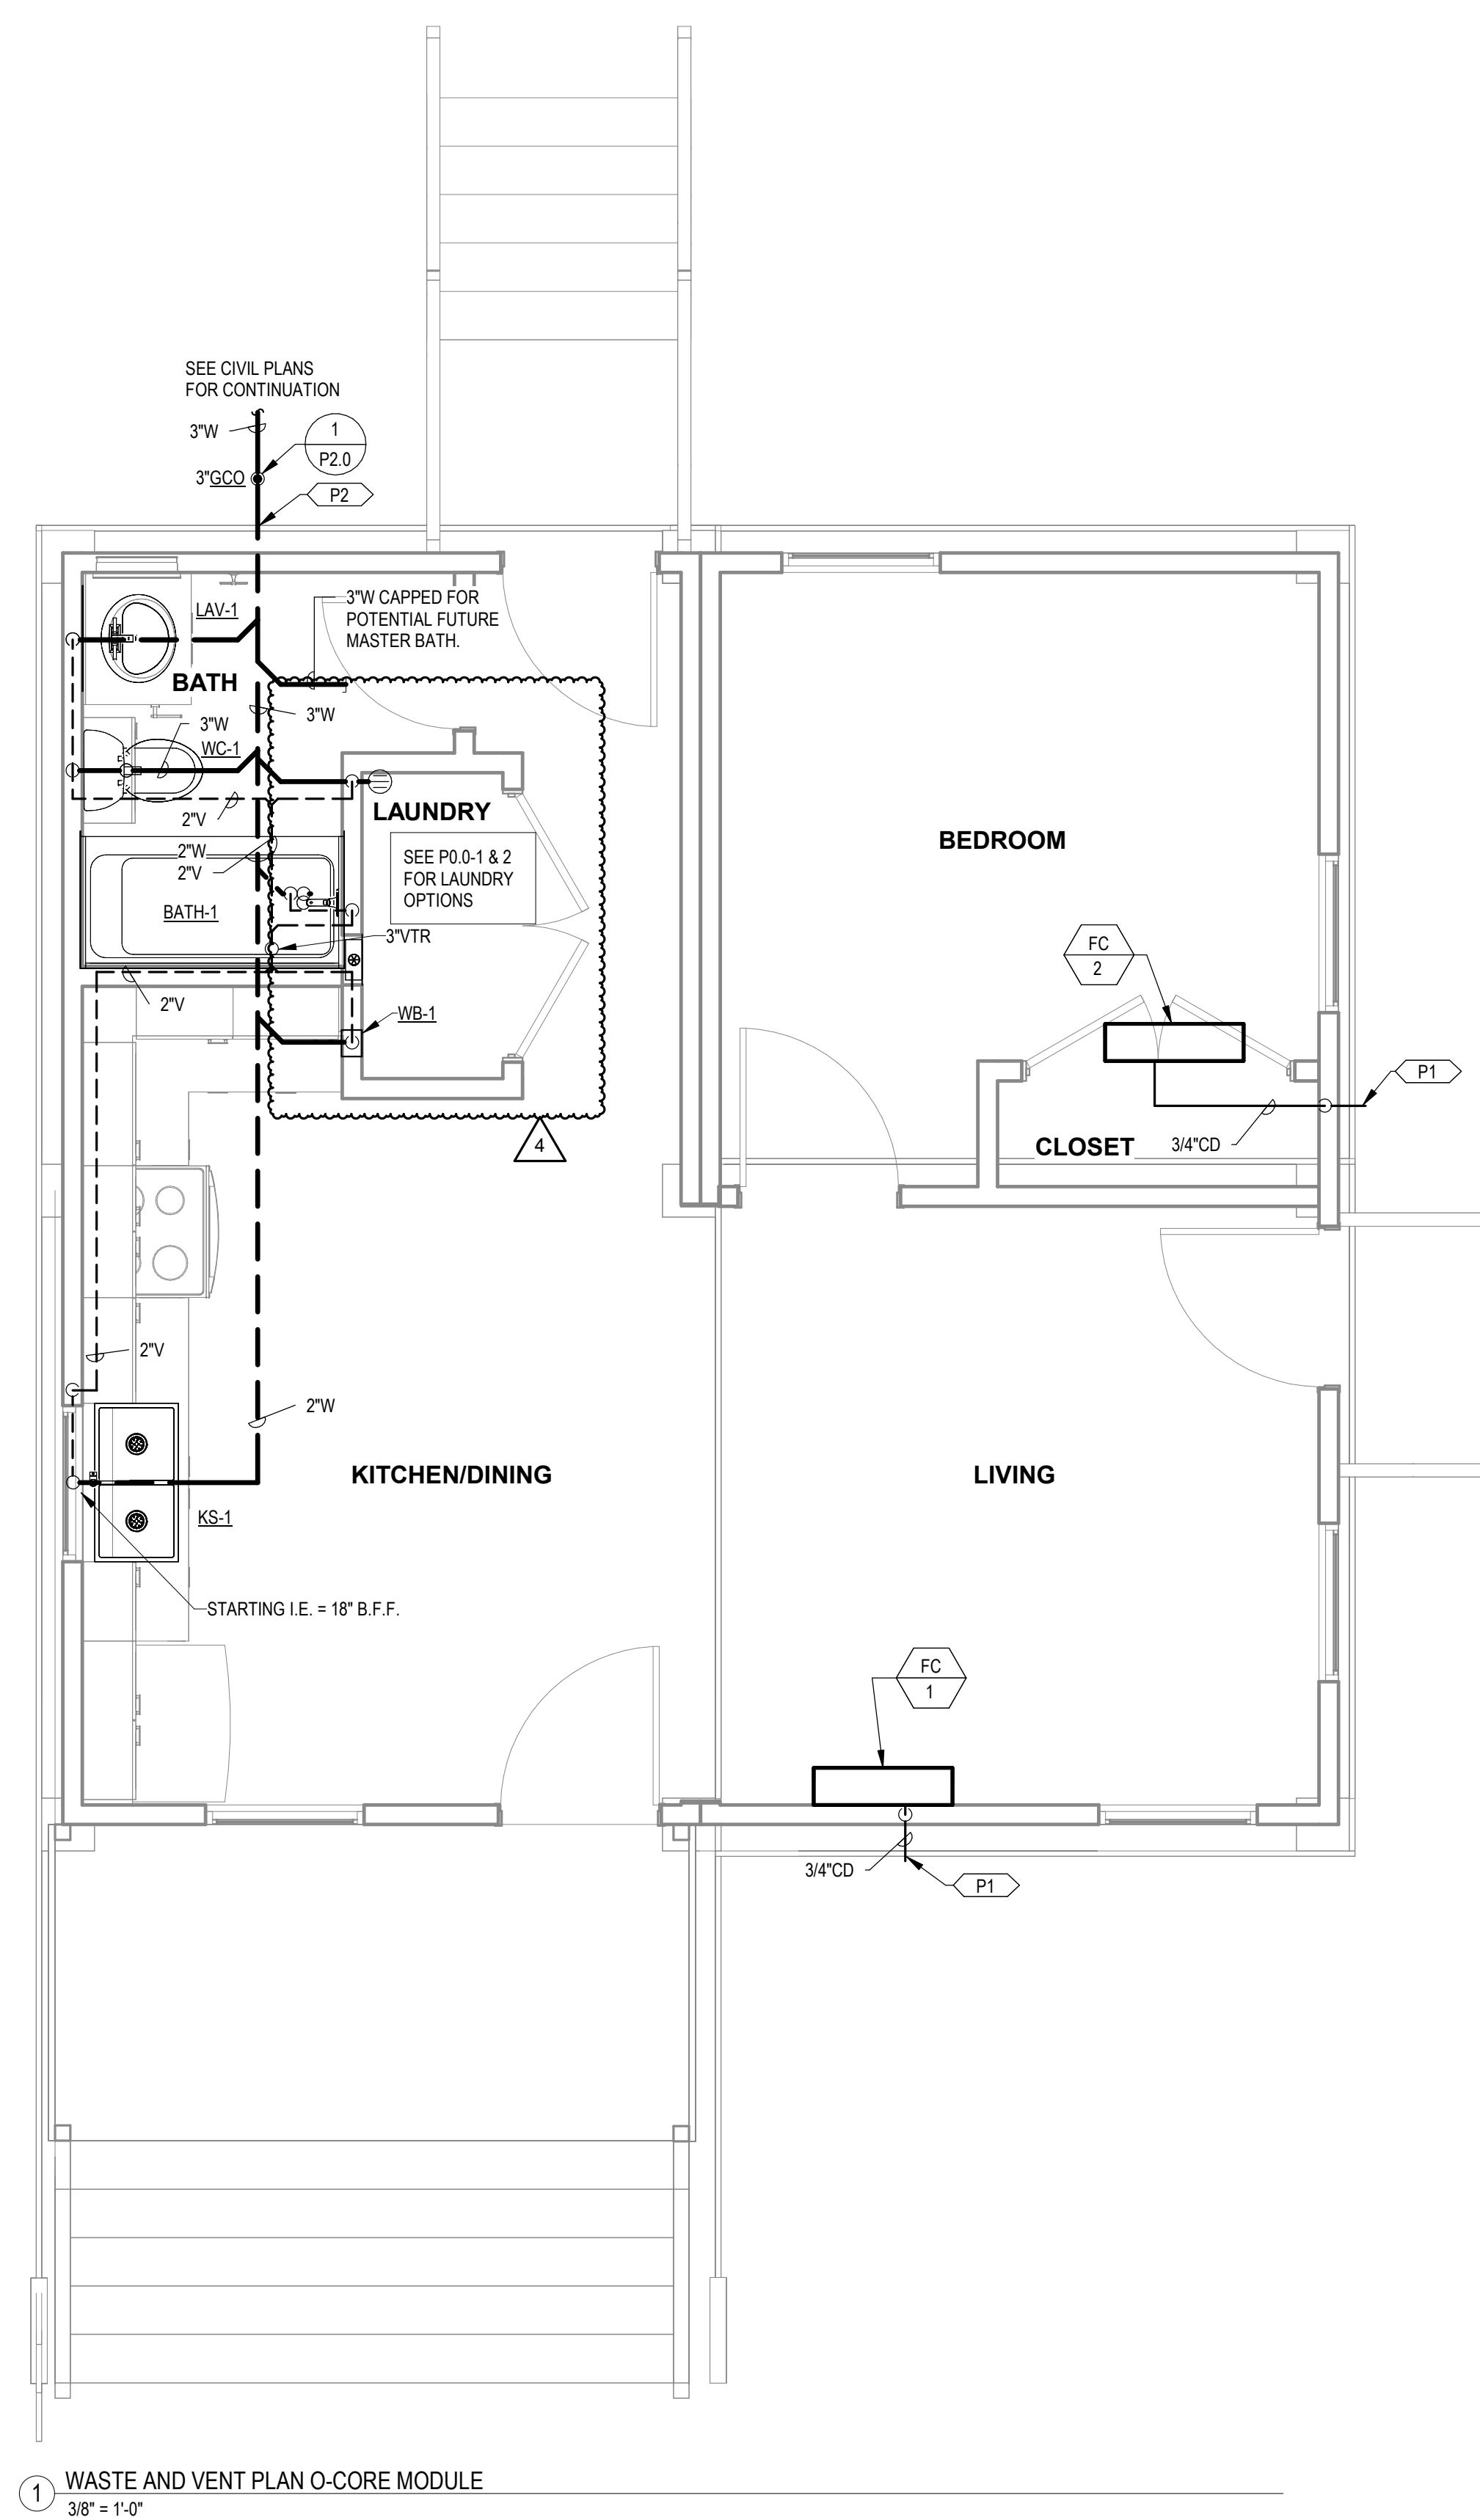 SEE CIVIL PLANS
FOR CONTINUATION
3"W
1
P2.0
3"GCO
P2
LAV-1
3"W CAPPED FOR
POTENTIAL FUTURE
MASTER BATH.
BATH
3"W
3"W
WC-1
2"V
LAUNDRY
2"W
2"V
SEE P0.0-1 & 2
FOR LAUNDRY
OPTIONS
BATH-1
3"VTR
2"V
WB-1
4
BEDROOM
FC
2
P1
CLOSET
3/4"CD
2"V
2"W
KITCHEN/DINING
LIVING
KS-1
STARTING I.E. = 18" B.F.F.
FC
1
3/4"CD
P1
1
WASTE AND VENT PLAN O-CORE MODULE
3/8" = 1'-0"